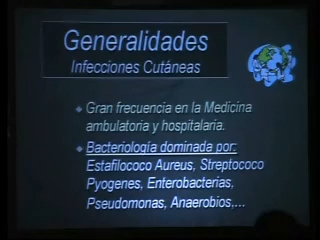 Generalidades
Infecciones Cutáneas
Gran frecuencia en la Medicina
ambulatoria y hospitalaria.
Bacteriología dominada por:
Estafilococo Aureus, Streptococo
Pyogenes, Enterobacterias,
Pseudomonas, Anaerobios,...